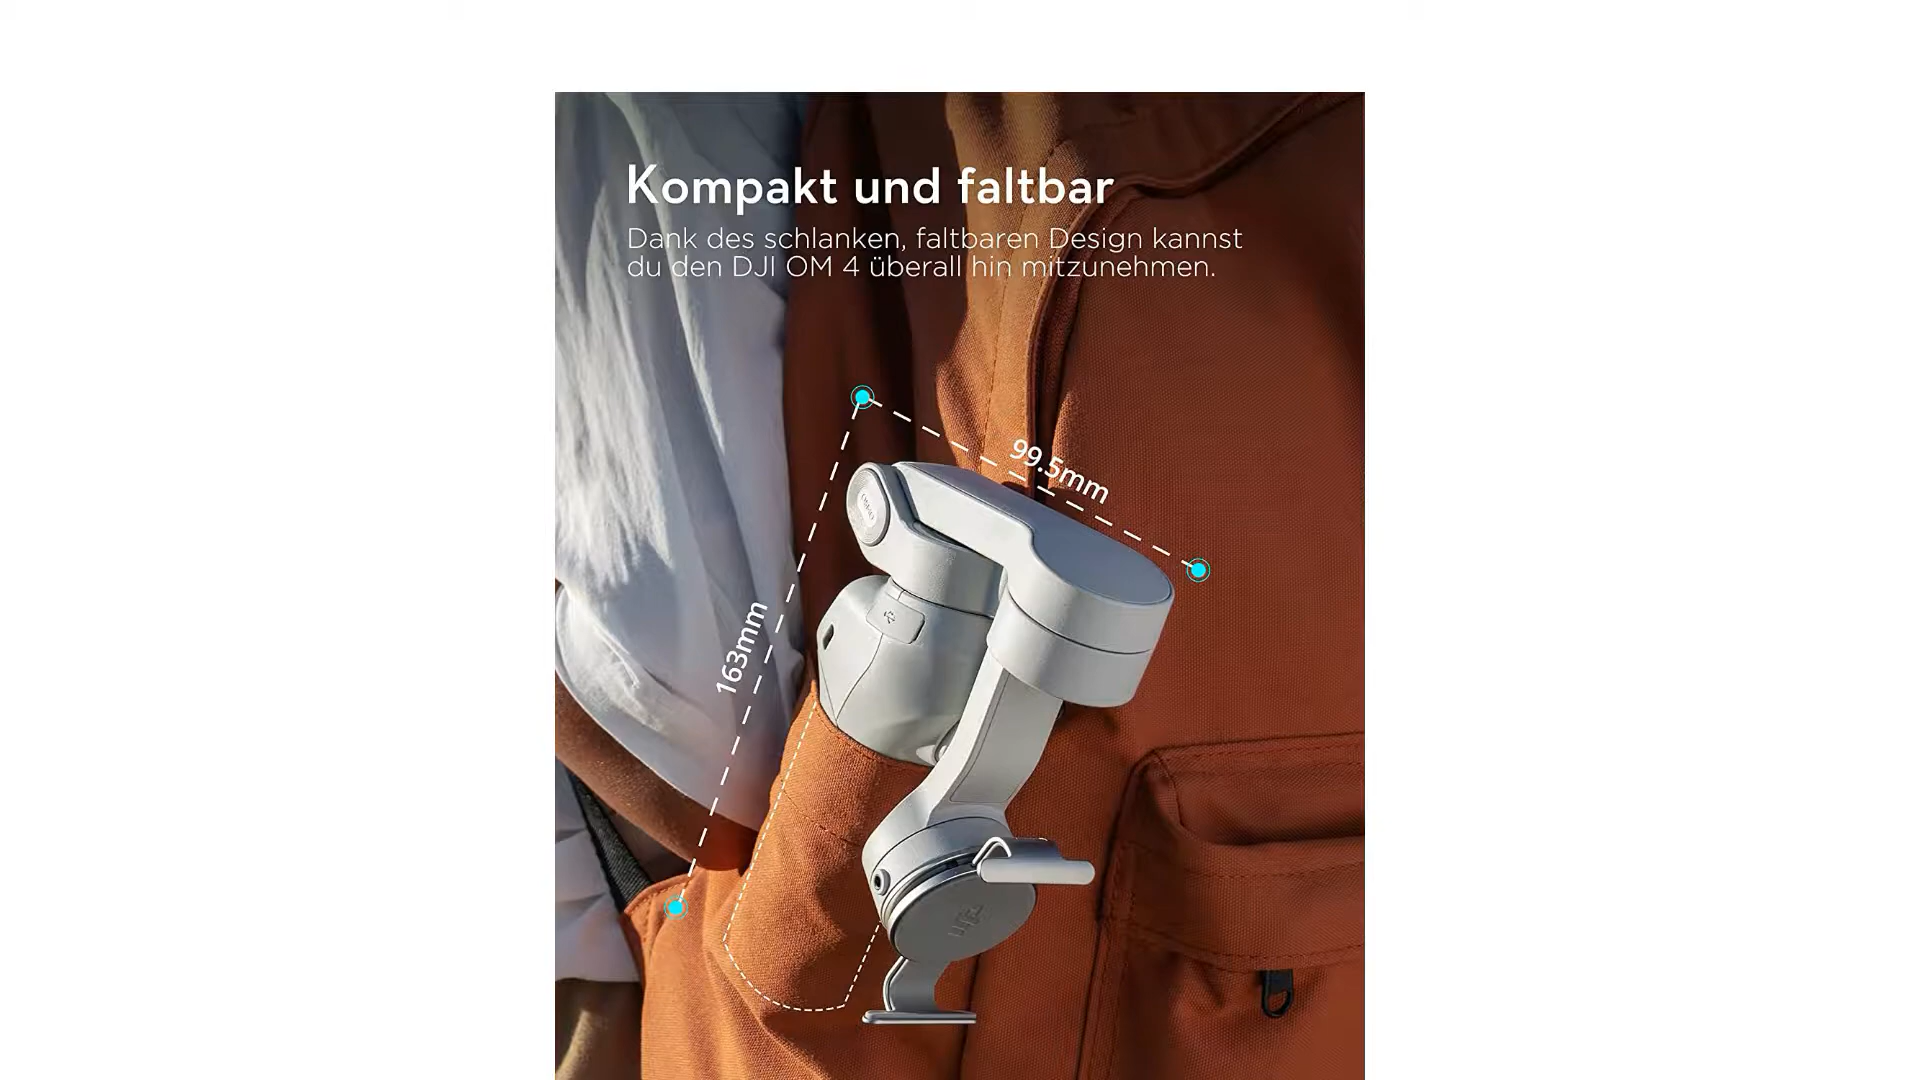 Kompakt und faltbar
Dank des schlanken, faltbaren Design kannst
du den DJI OM 4 überall hin mitzunehmen.
99.5mm
163mm